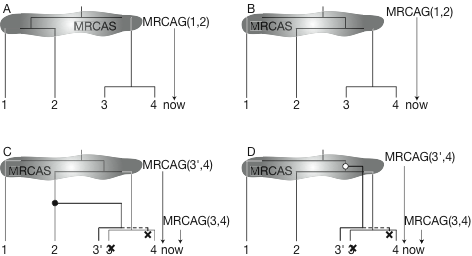 A
MRCAS
MRCAG(1,2)
1 2 3 4 now
B
MRCAS
MRCAG(1,2)
1 2 3 4 now
C
MRCAS
MRCAG(3',4)
MRCAG(3,4)
1 2 3' 3 4 now
D
MRCAS
MRCAG(3',4)
MRCAG(3,4)
1 2 3' 3 4 now